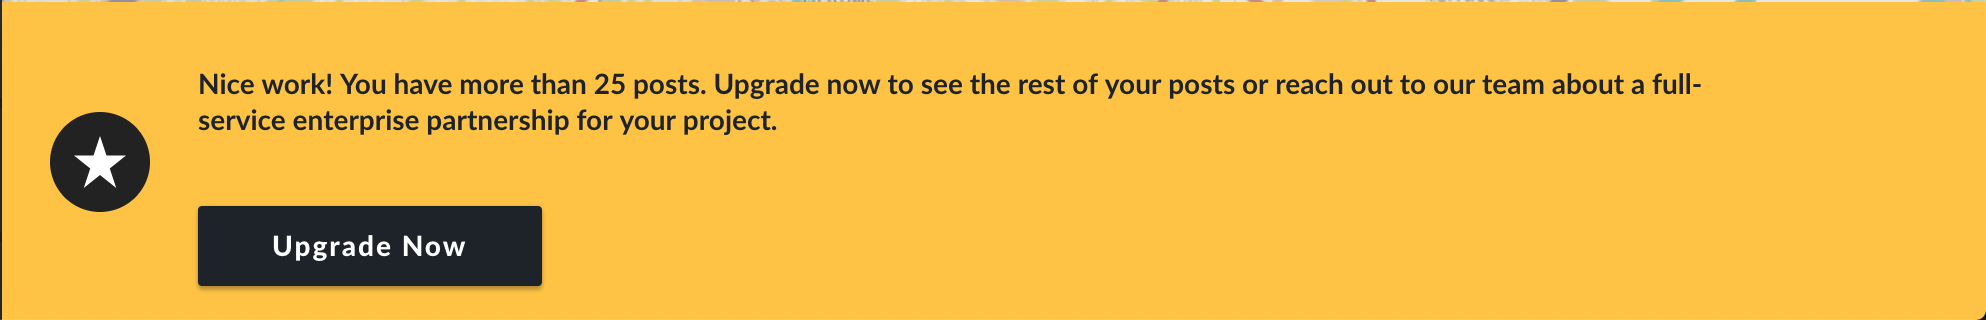 Nice work! You have more than 25 posts. Upgrade now to see the rest of your posts or reach out to our team about a full-
service enterprise partnership for your project.
Upgrade Now